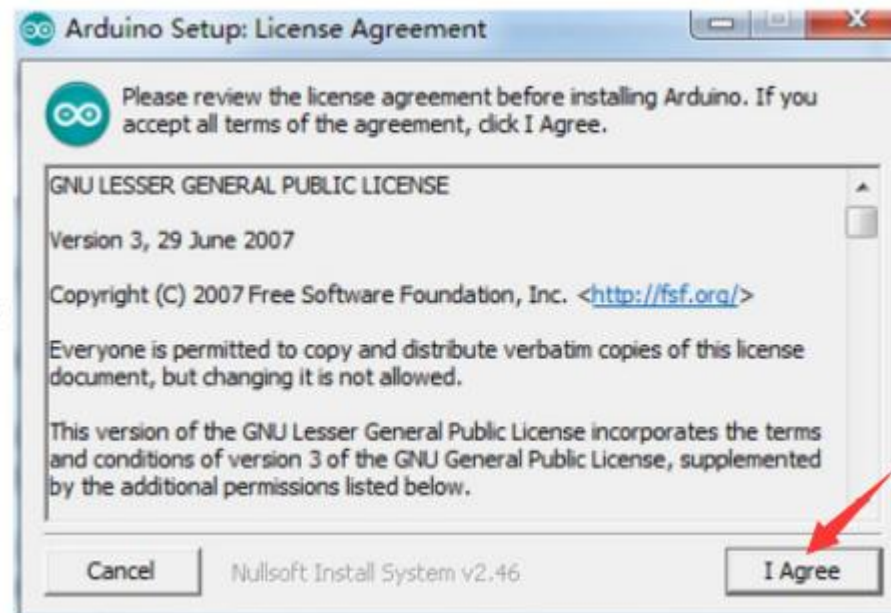 Arduino Setup: License Agreement
Please review the license agreement before installing Arduino. If you
accept all terms of the agreement, click I Agree.
GNU LESSER GENERAL PUBLIC LICENSE
Version 3, 29 June 2007
Copyright (C) 2007 Free Software Foundation, Inc. <http://fsf.org/>
Everyone is permitted to copy and distribute verbatim copies of this license
document, but changing it is not allowed.
This version of the GNU Lesser General Public License incorporates the terms
and conditions of version 3 of the GNU General Public License, supplemented
by the additional permissions listed below.
Cancel Nullsoft Install System v2.46 I Agree